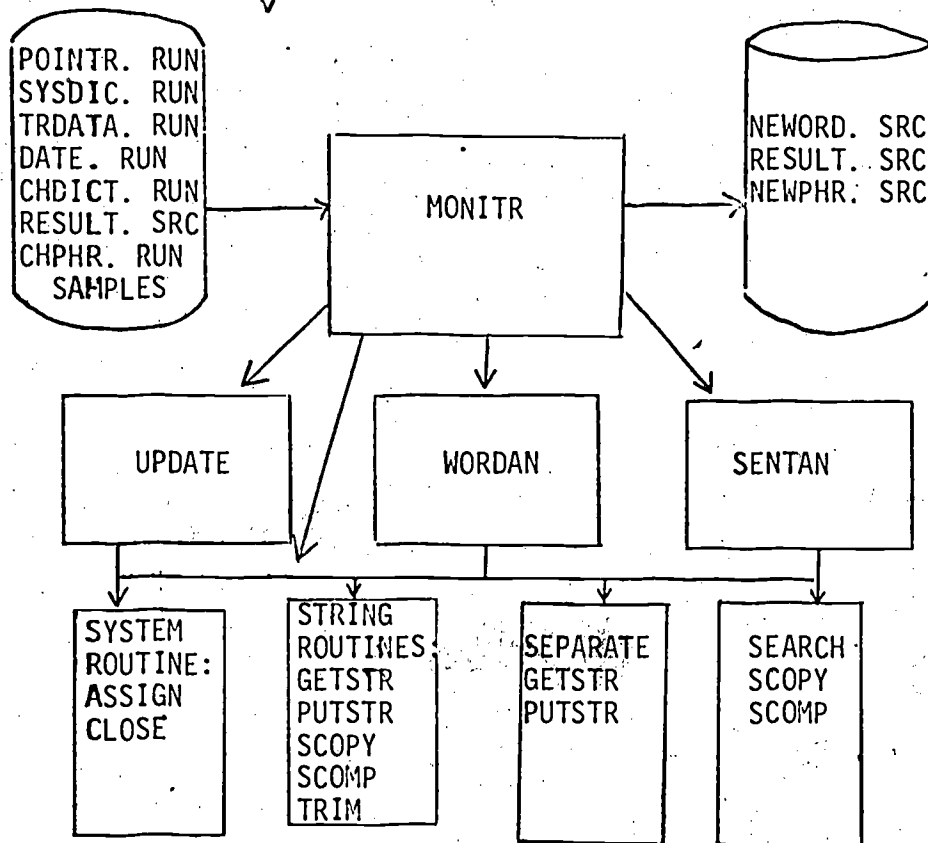 POINTR. RUN
SYSDIC. RUN
TRDATA. RUN
DATE. RUN
CHDICT. RUN
RESULT. SRC
CHPHR. RUN
SAMPLES
MONITR
NEWORD. SRC
RESULT. SRC
NEWPHR. SRC
UPDATE
WORDAN
SENTAN
SYSTEM
ROUTINE:
ASSIGN
CLOSE
STRING
ROUTINES:
GETSTR
PUTSTR
SCOPY
SCOMP
TRIM
SEPARATE
GETSTR
PUTSTR
SEARCH
SCOPY
SCOMP